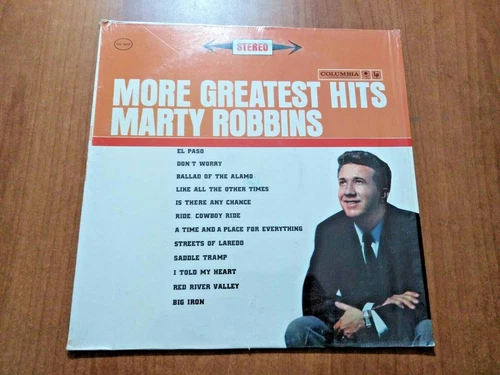 STEREO
COLUMBIA
MORE GREATEST HITS
MARTY ROBBINS
EL PASO
DON'T WORRY
BALLAD OF THE ALAMO
LIKE ALL THE OTHER TIMES
IS THERE ANY CHANCE
RIDE COWBOY RIDE
A TIME AND A PLACE FOR EVERYTHING
STREETS OF LAREDO
SADDLE TRAMP
I TOLD MY HEART
RED RIVER VALLEY
BIG IRON